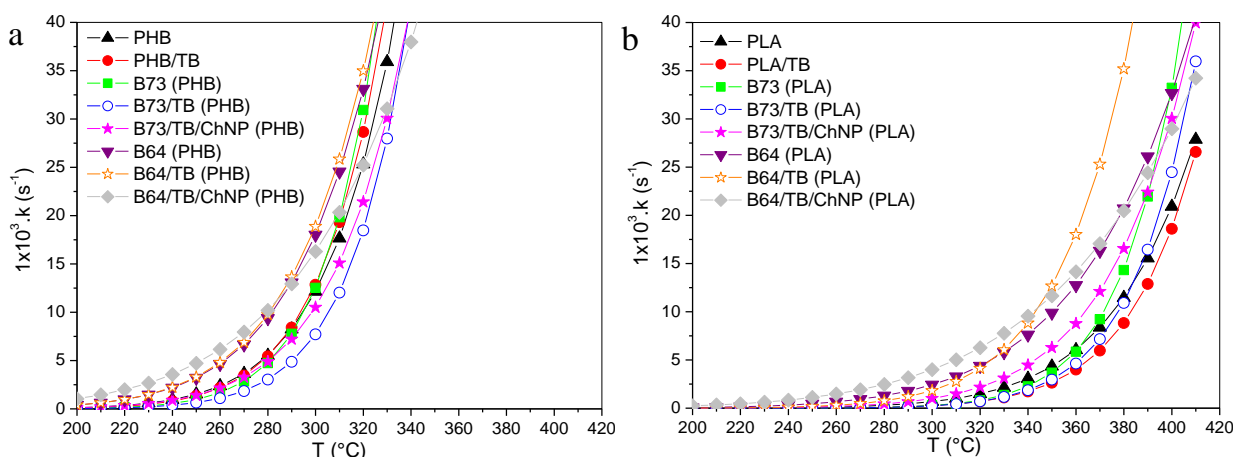 a
1x10³.k (s⁻¹)
40
35
30
25
20
15
10
5
0
PHB
PHB/TB
B73 (PHB)
B73/TB (PHB)
B73/TB/ChNP (PHB)
B64 (PHB)
B64/TB (PHB)
B64/TB/ChNP (PHB)
200 220 240 260 280 300 320 340 360 380 400 420
T (°C)
b
1x10³.k (s⁻¹)
40
35
30
25
20
15
10
5
0
PLA
PLA/TB
B73 (PLA)
B73/TB (PLA)
B73/TB/ChNP (PLA)
B64 (PLA)
B64/TB (PLA)
B64/TB/ChNP (PLA)
200 220 240 260 280 300 320 340 360 380 400 420
T (°C)